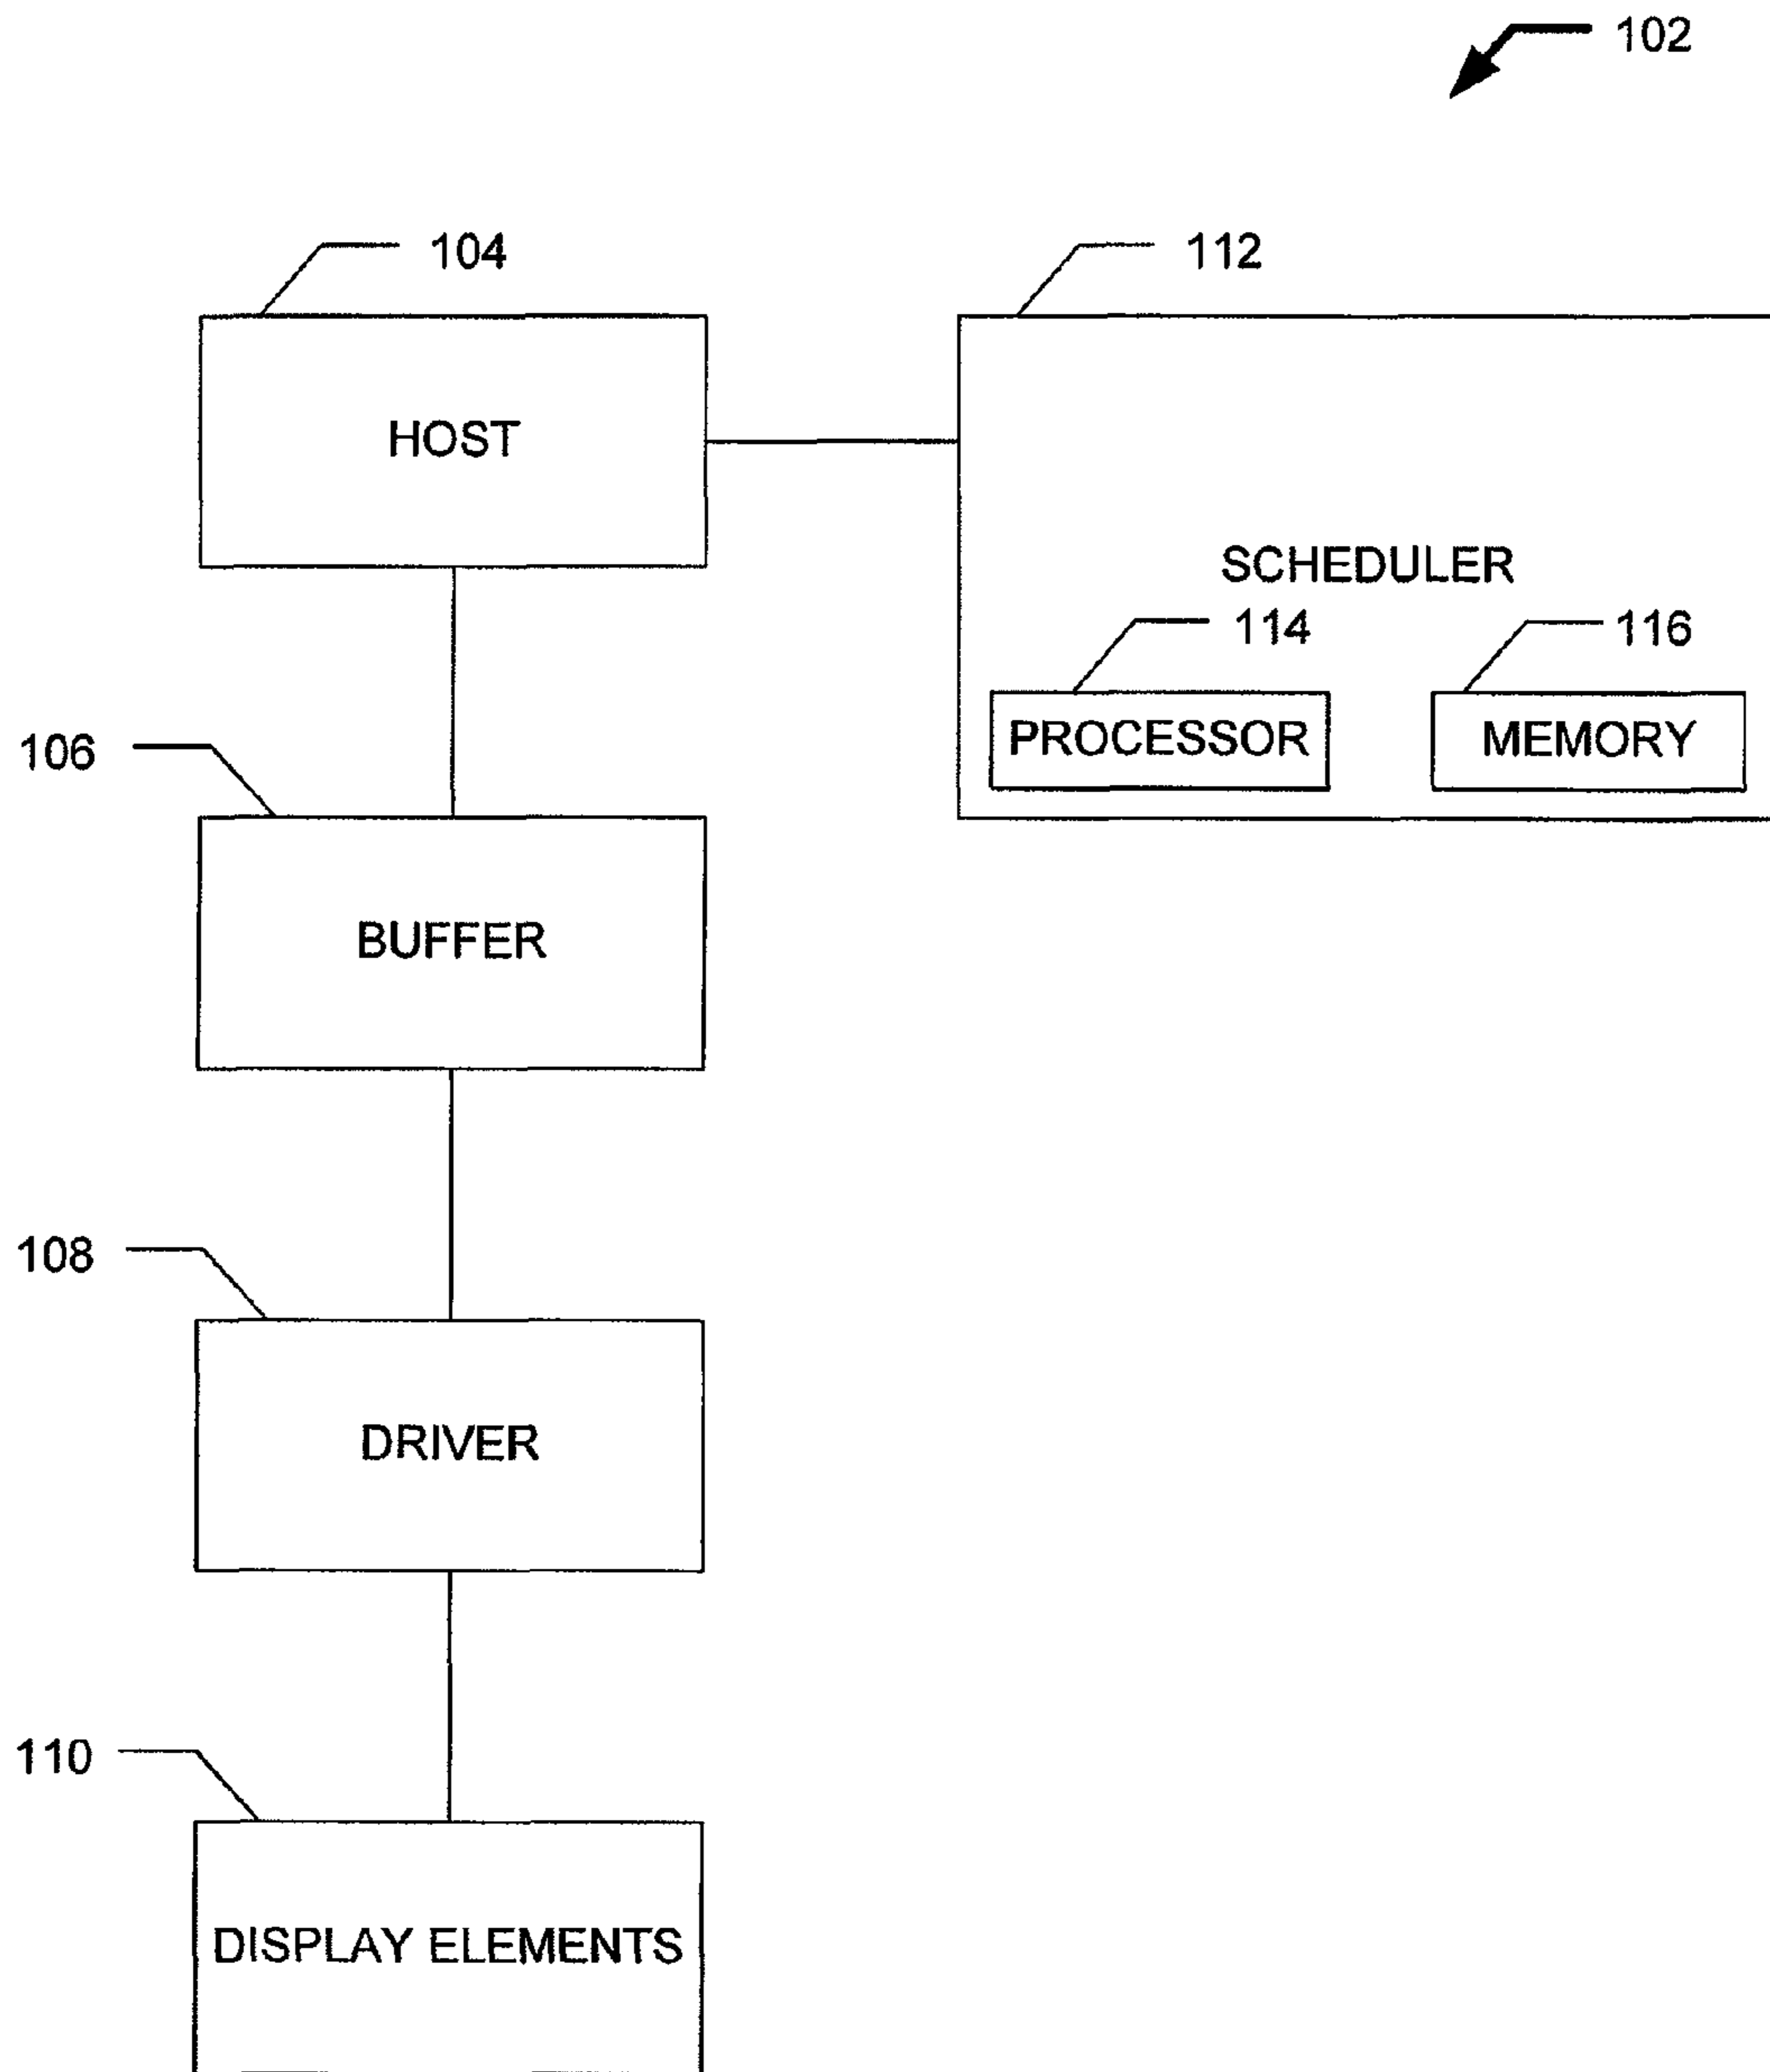 102
104
112
HOST
SCHEDULER
114
116
PROCESSOR
MEMORY
106
BUFFER
108
DRIVER
110
DISPLAY ELEMENTS